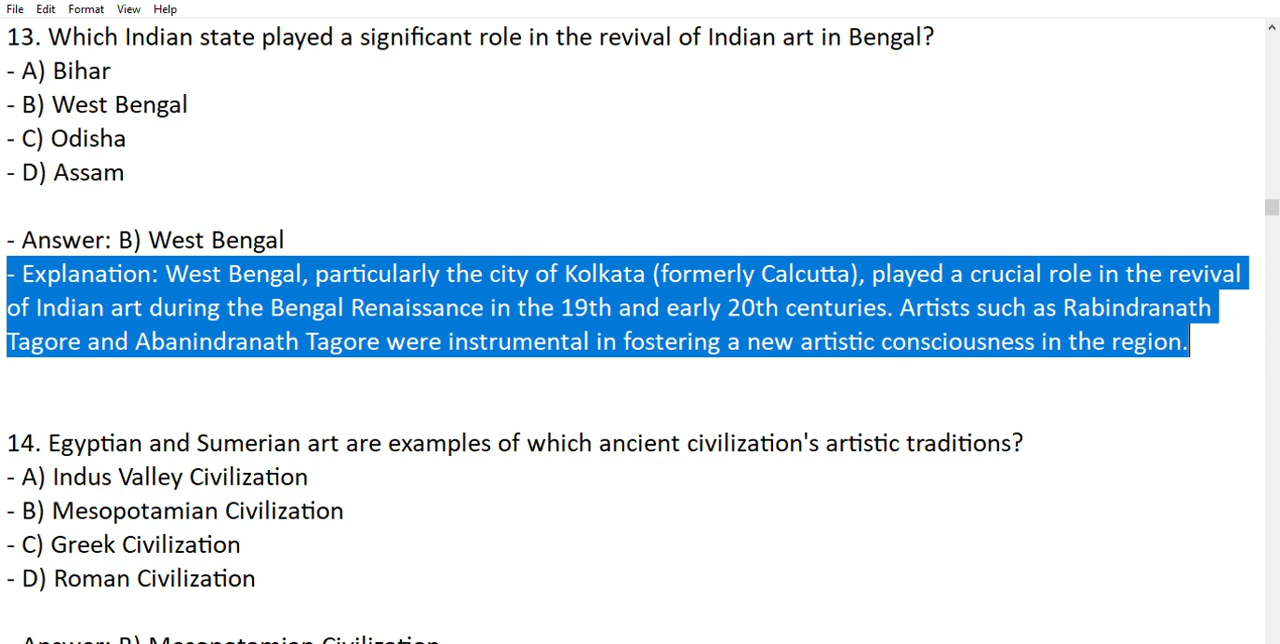 File Edit Format View Help
13. Which Indian state played a significant role in the revival of Indian art in Bengal?
- A) Bihar
- B) West Bengal
- C) Odisha
- D) Assam
- Answer: B) West Bengal
- Explanation: West Bengal, particularly the city of Kolkata (formerly Calcutta), played a crucial role in the revival
of Indian art during the Bengal Renaissance in the 19th and early 20th centuries. Artists such as Rabindranath
Tagore and Abanindranath Tagore were instrumental in fostering a new artistic consciousness in the region.
14. Egyptian and Sumerian art are examples of which ancient civilization's artistic traditions?
- A) Indus Valley Civilization
- B) Mesopotamian Civilization
- C) Greek Civilization
- D) Roman Civilization
- Answer: B) Mesopotamian Civilization